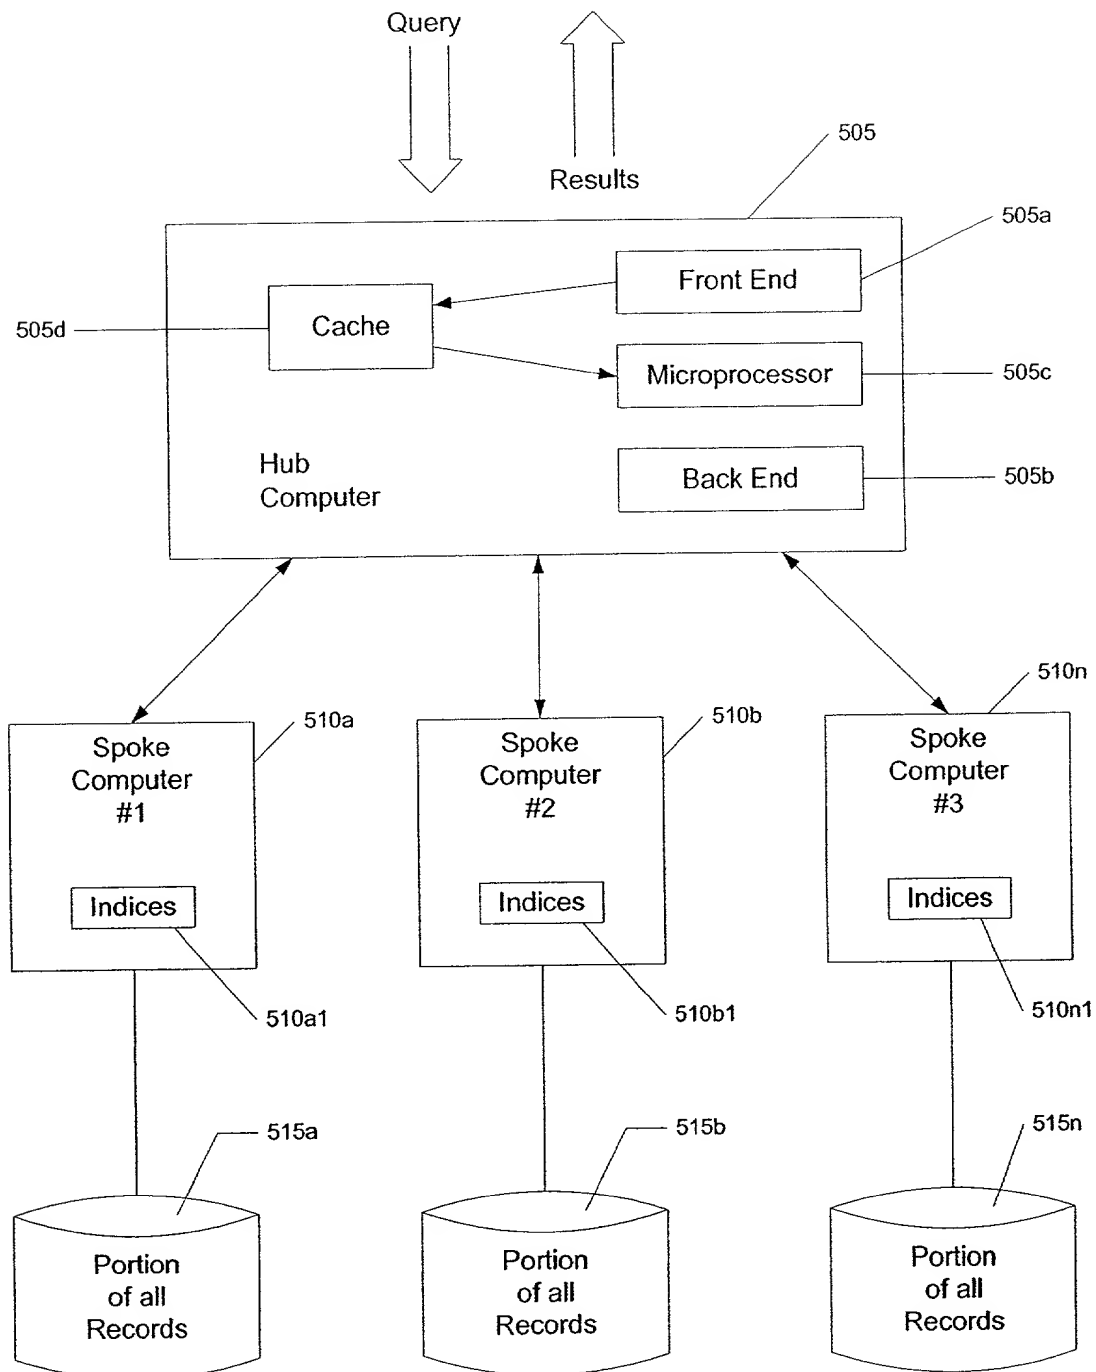 Query
Results
505
505a
Front End
Cache
505d
Microprocessor
505c
Hub
Computer
Back End
505b
510a
510b
510n
Spoke
Computer
#1
Spoke
Computer
#2
Spoke
Computer
#3
Indices
Indices
Indices
510a1
510b1
510n1
515a
515b
515n
Portion
of all
Records
Portion
of all
Records
Portion
of all
Records